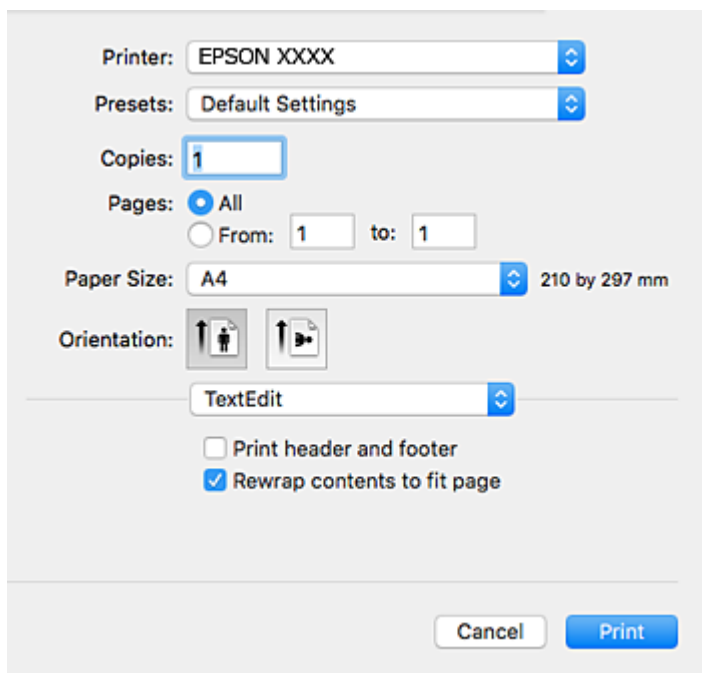 Printer: EPSON XXXX
Presets: Default Settings
Copies: 1
Pages: All
From: 1 to: 1
Paper Size: A4 210 by 297 mm
Orientation:
TextEdit
Print header and footer
Rewrap contents to fit page
Cancel Print